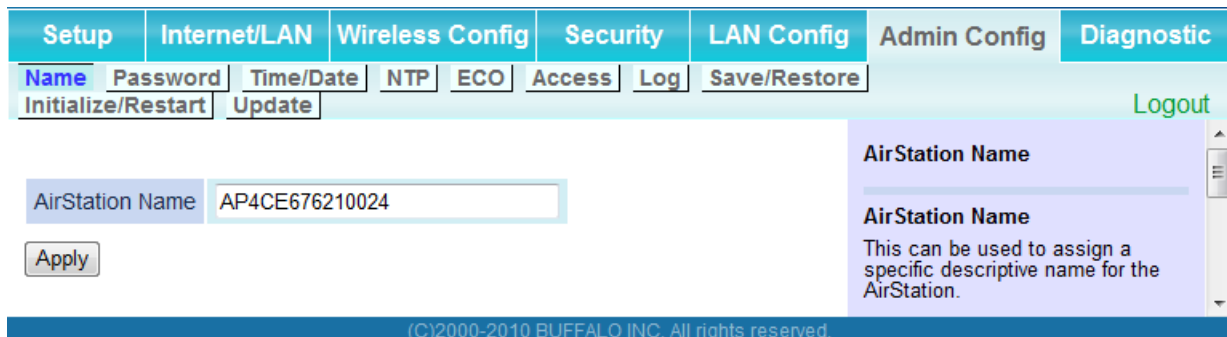 Setup Internet/LAN Wireless Config Security LAN Config Admin Config Diagnostic
Name Password Time/Date NTP ECO Access Log Save/Restore
Initialize/Restart Update
Logout
AirStation Name AP4CE676210024
Apply
AirStation Name
AirStation Name
This can be used to assign a
specific descriptive name for the
AirStation.
(C)2000-2010 BUFFALO INC. All rights reserved.